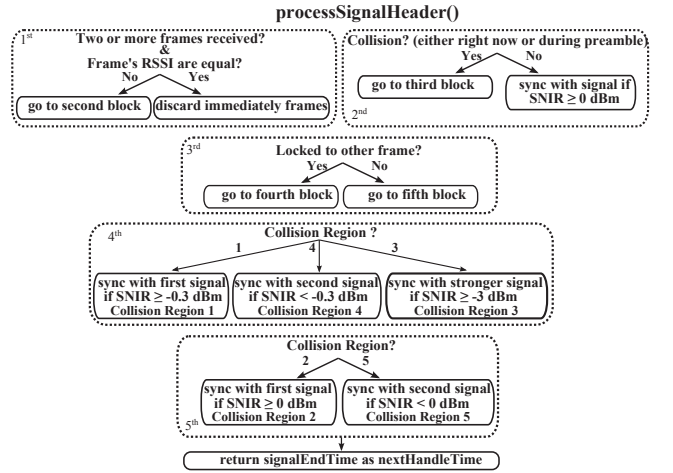 processSignalHeader()
1st
Two or more frames received?
&
Frame's RSSI are equal?
No Yes
go to second block
discard immediately frames
Collision? (either right now or during preamble)
Yes No
go to third block
sync with signal if
SNIR ≥ 0 dBm
2nd
3rd
Locked to other frame?
Yes No
go to fourth block
go to fifth block
4th
Collision Region ?
1 4 3
sync with first signal
if SNIR ≥ -0.3 dBm
Collision Region 1
sync with second signal
if SNIR < -0.3 dBm
Collision Region 4
sync with stronger signal
if SNIR ≥ -3 dBm
Collision Region 3
Collision Region?
2 5
sync with first signal
if SNIR ≥ 0 dBm
Collision Region 2
sync with second signal
if SNIR < 0 dBm
Collision Region 5
5th
return signalEndTime as nextHandleTime